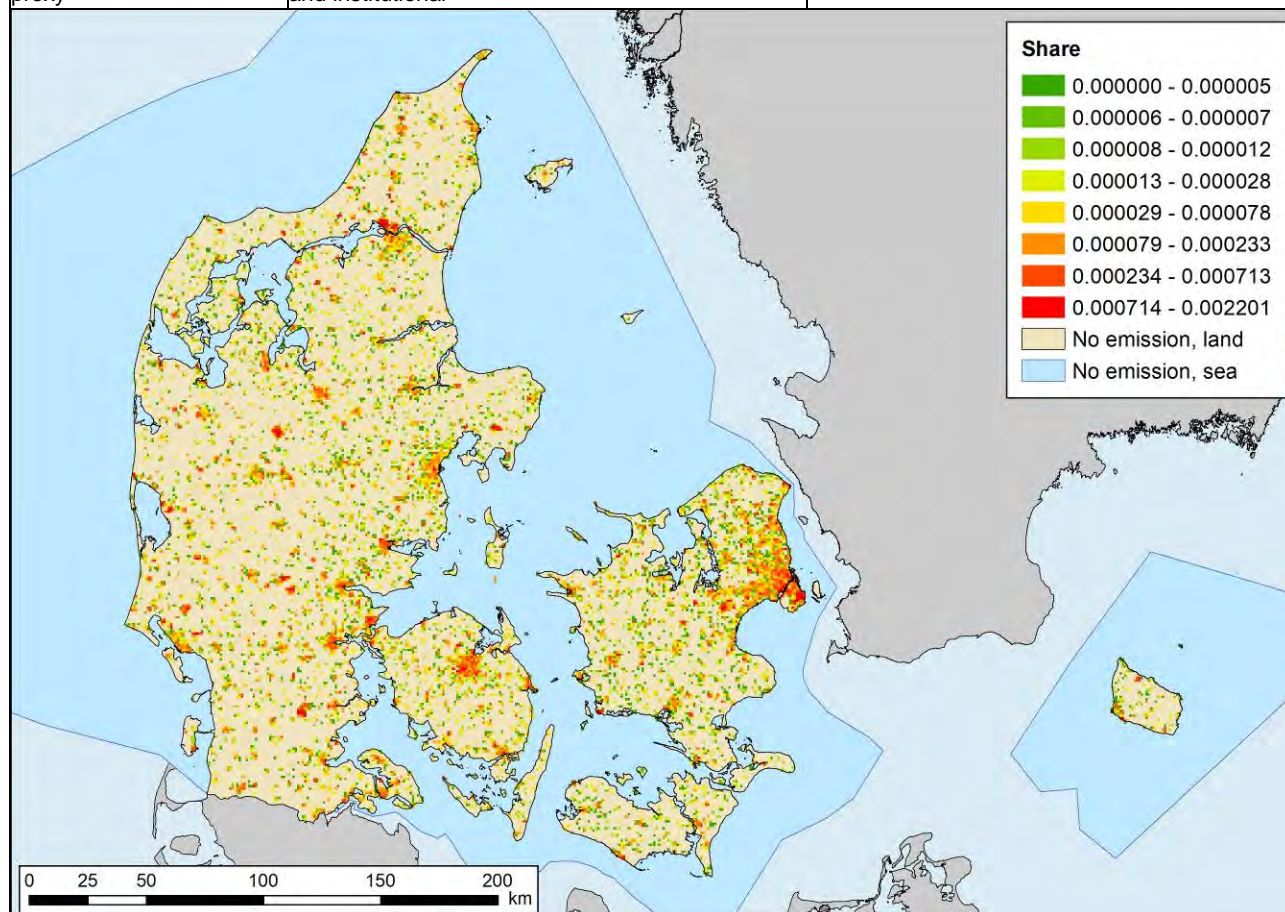 proxy and institutional
Share
0.000000 - 0.000005
0.000006 - 0.000007
0.000008 - 0.000012
0.000013 - 0.000028
0.000029 - 0.000078
0.000079 - 0.000233
0.000234 - 0.000713
0.000714 - 0.002201
No emission, land
No emission, sea
0 25 50 100 150 200
km